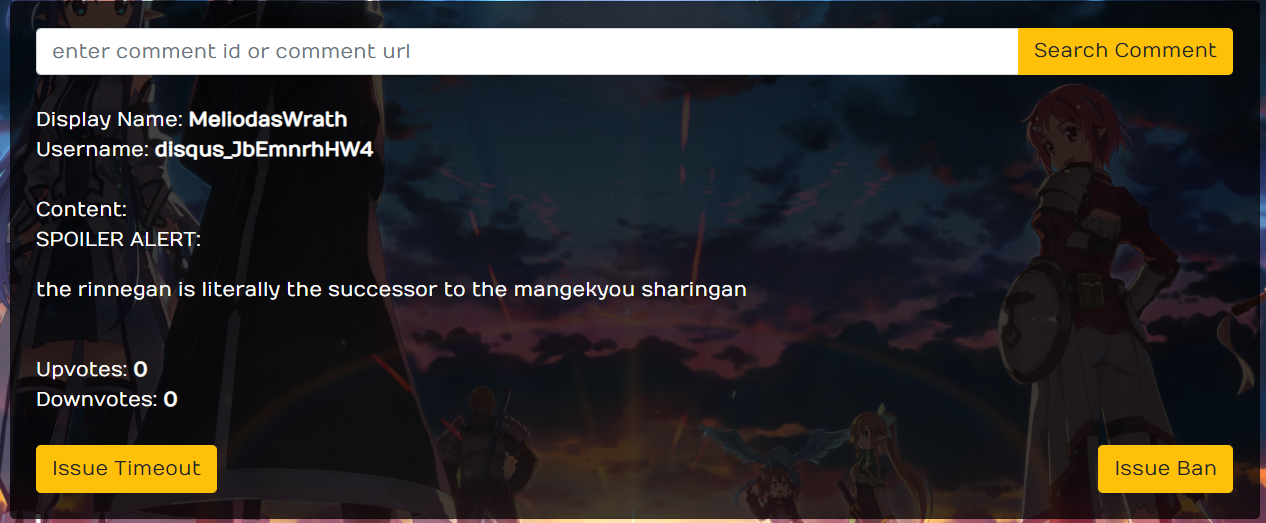 enter comment id or comment url
Search Comment
Display Name: MeliodasWrath
Username: disqus_JbEmnrhHW4
Content:
SPOILER ALERT:
the rinnegan is literally the successor to the mangekyou sharingan
Upvotes: 0
Downvotes: 0
Issue Timeout
Issue Ban